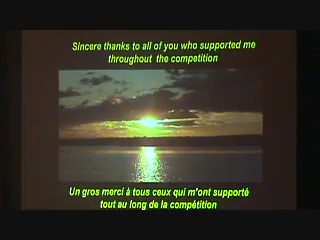 Sincere thanks to all of you who supported me
throughout the competition
Un gros merci à tous ceux qui m'ont supporté
tout au long de la compétition